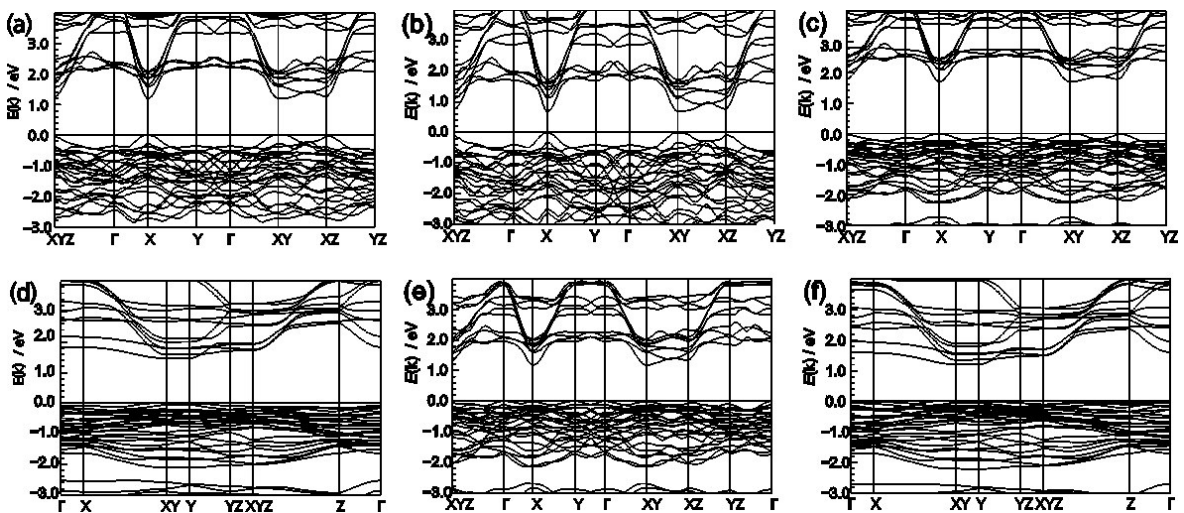 (a) (b) (c)
E(k) / eV E(k) / eV E(k) / eV
3.0 3.0 3.0
2.0 2.0 2.0
1.0 1.0 1.0
0.0 0.0 0.0
−1.0 −1.0 −1.0
−2.0 −2.0 −2.0
−3.0 −3.0 −3.0
XYZ Γ X Y Γ XY XZ YZ XYZ Γ X Y Γ XY XZ YZ XYZ Γ X Y Γ XY XZ YZ
(d) (e) (f)
E(k) / eV E(k) / eV E(k) / eV
3.0 3.0 3.0
2.0 2.0 2.0
1.0 1.0 1.0
0.0 0.0 0.0
−1.0 −1.0 −1.0
−2.0 −2.0 −2.0
−3.0 −3.0 −3.0
Γ X XY Y YZ XYZ Z Γ XYZ Γ X Y Γ XY XZ YZ Γ Γ X XY Y YZ XYZ Z Γ